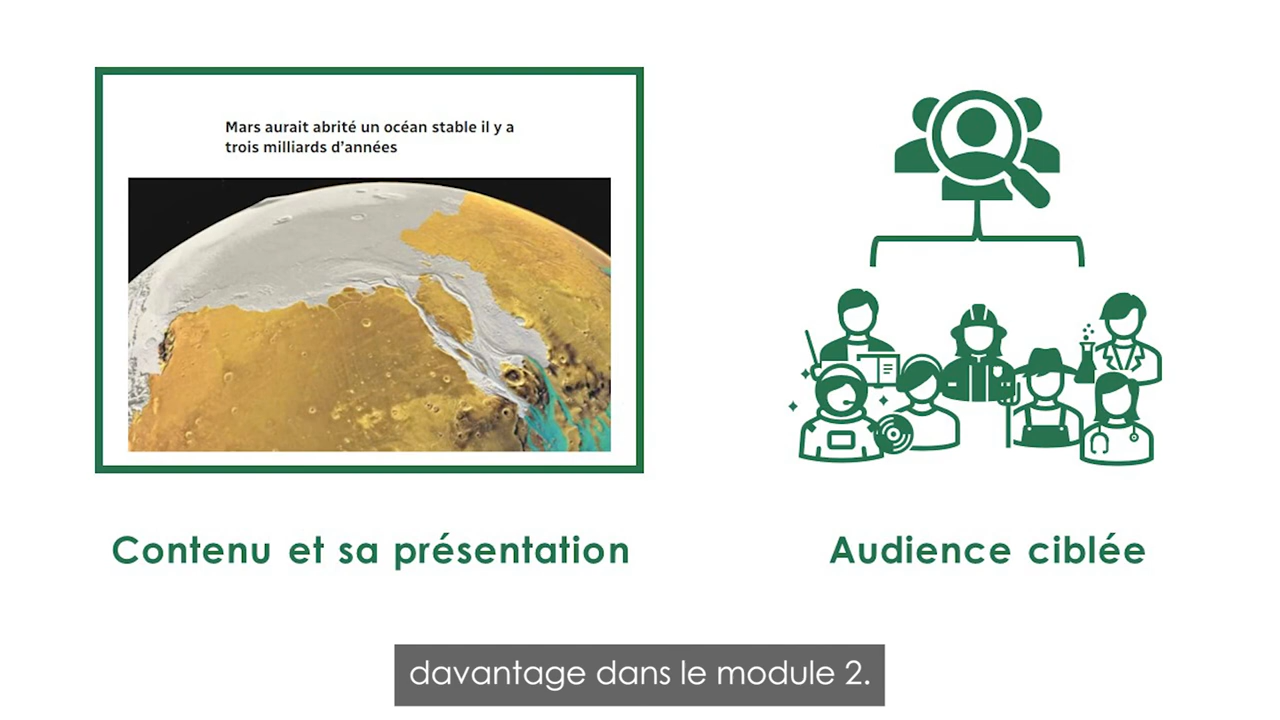 Mars aurait abrité un océan stable il y a
trois milliards d'années
Contenu et sa présentation
Audience ciblée
davantage dans le module 2.